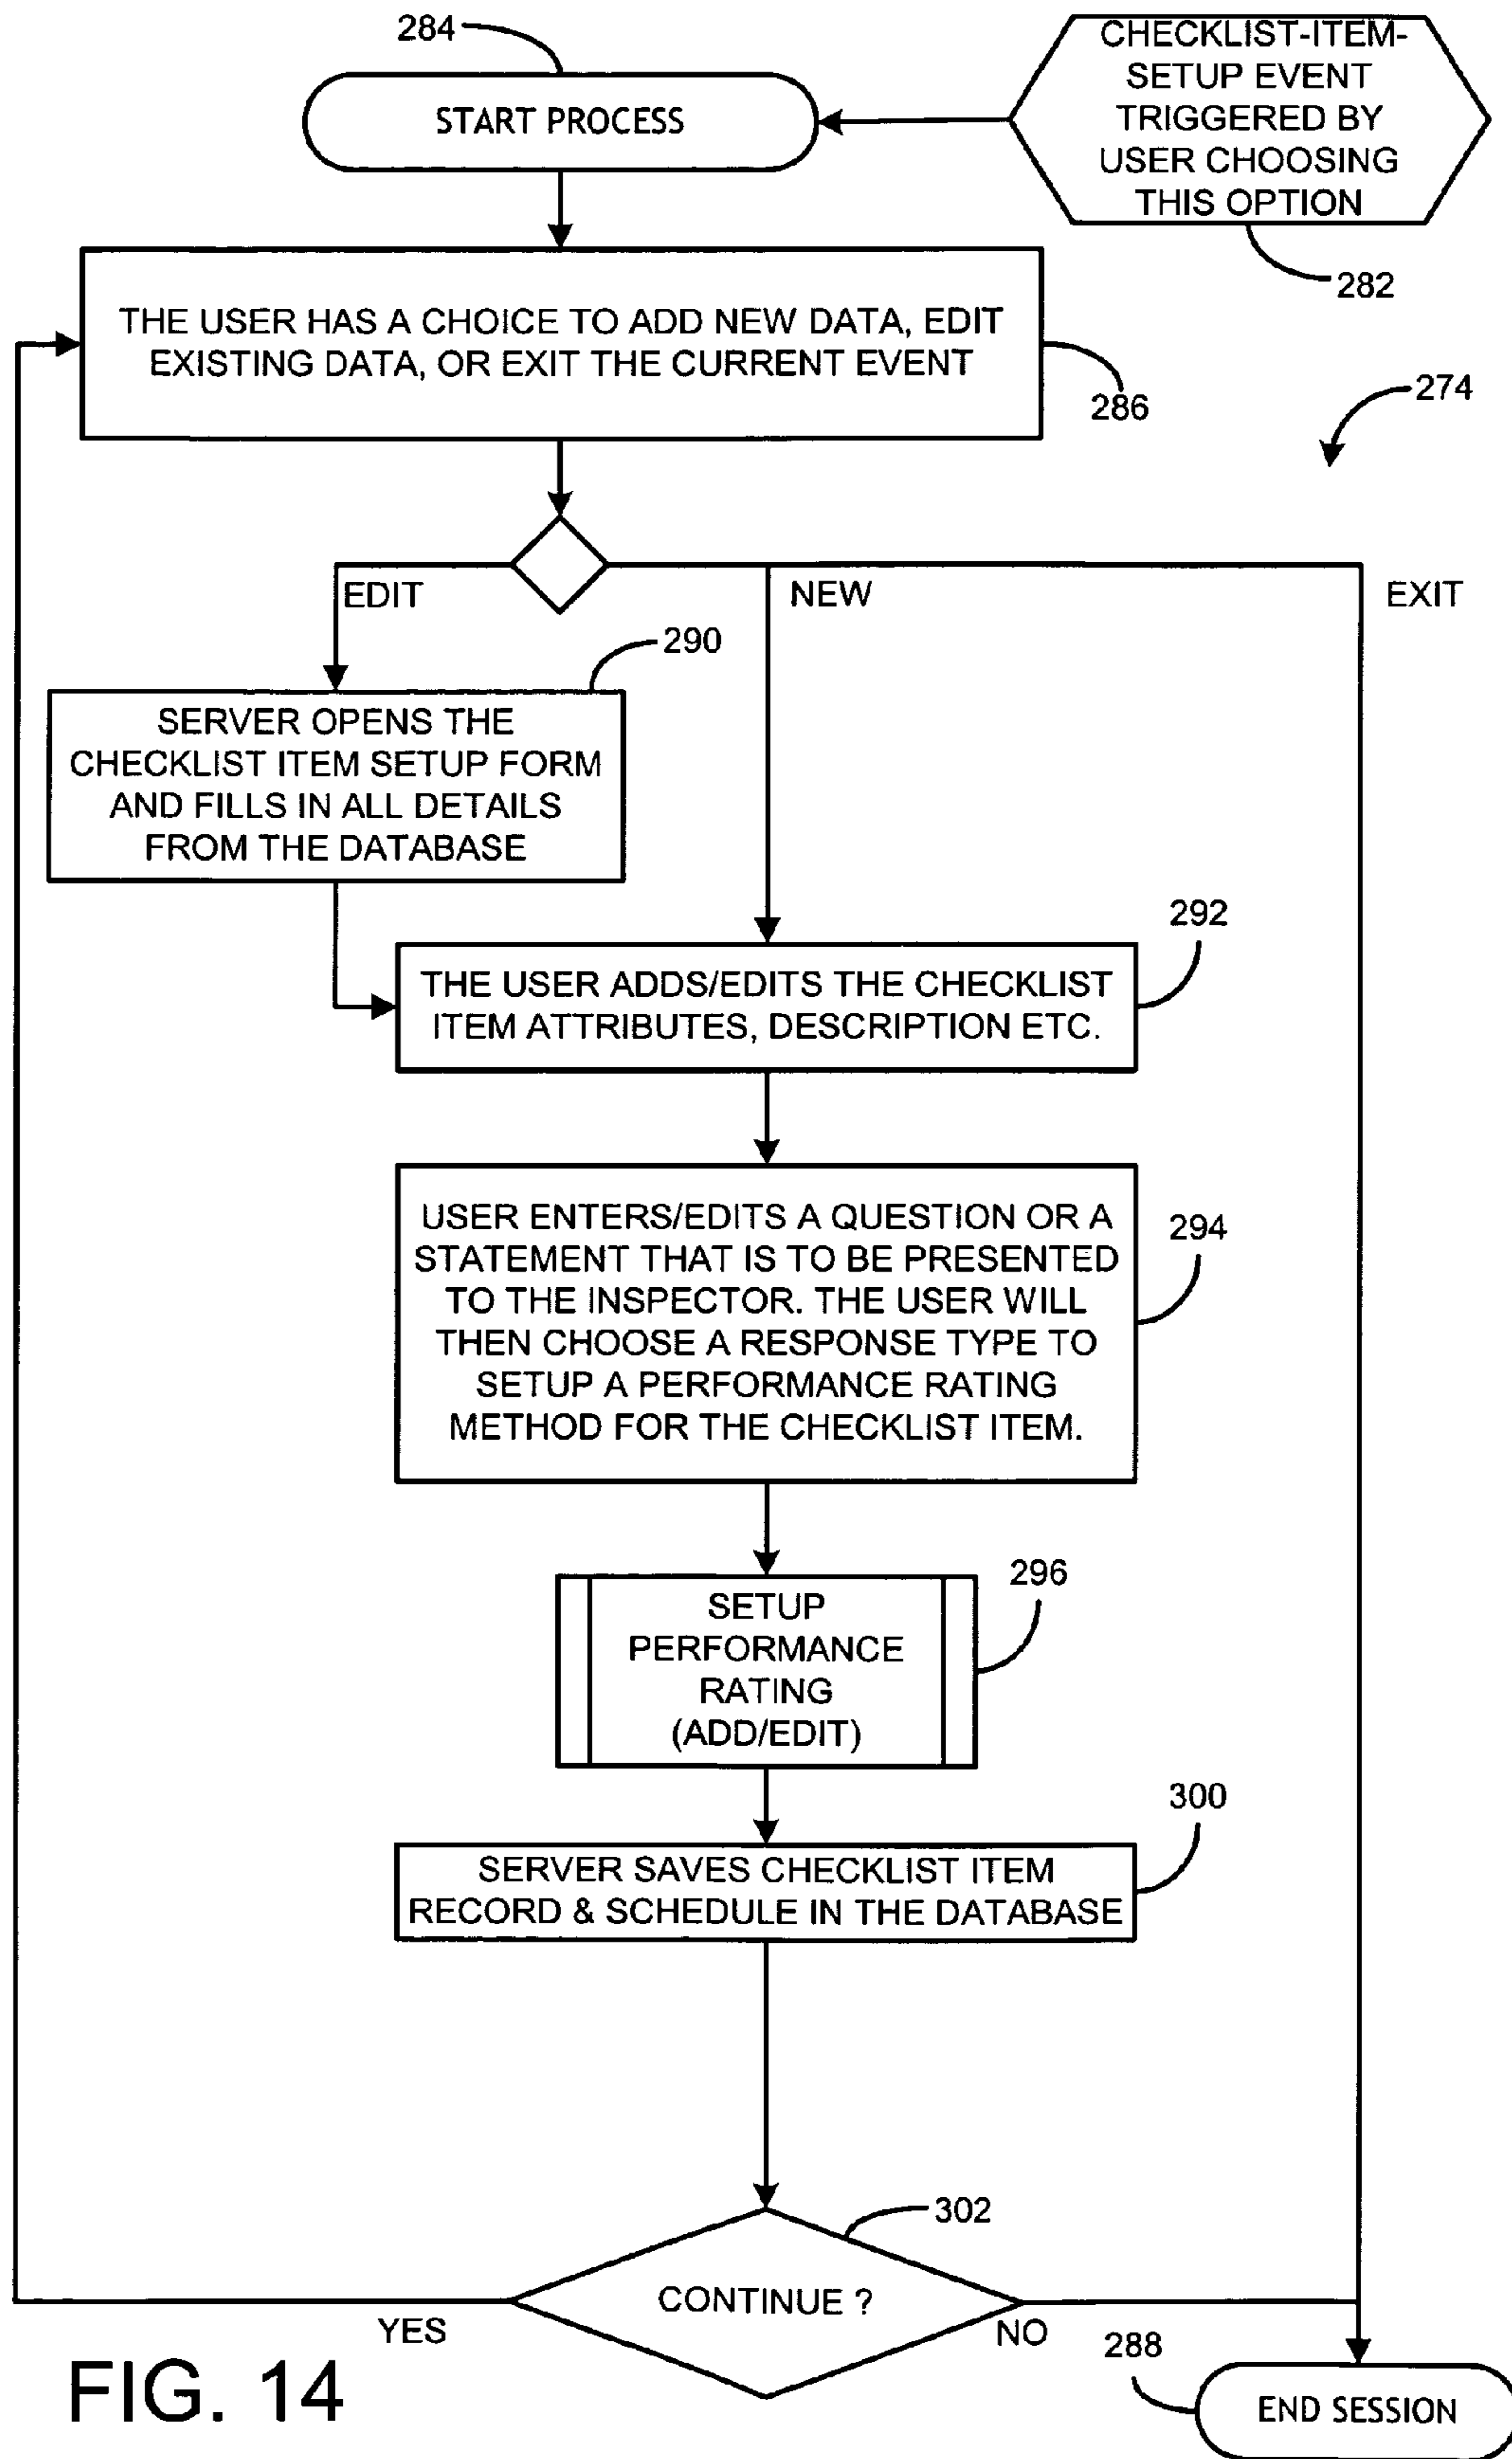 284
START PROCESS
CHECKLIST-ITEM-
SETUP EVENT
TRIGGERED BY
USER CHOOSING
THIS OPTION
282
THE USER HAS A CHOICE TO ADD NEW DATA, EDIT
EXISTING DATA, OR EXIT THE CURRENT EVENT
286
274
EDIT
NEW
EXIT
290
SERVER OPENS THE
CHECKLIST ITEM SETUP FORM
AND FILLS IN ALL DETAILS
FROM THE DATABASE
292
THE USER ADDS/EDITS THE CHECKLIST
ITEM ATTRIBUTES, DESCRIPTION ETC.
USER ENTERS/EDITS A QUESTION OR A
STATEMENT THAT IS TO BE PRESENTED
TO THE INSPECTOR. THE USER WILL
THEN CHOOSE A RESPONSE TYPE TO
SETUP A PERFORMANCE RATING
METHOD FOR THE CHECKLIST ITEM.
294
SETUP
PERFORMANCE
RATING
(ADD/EDIT)
296
300
SERVER SAVES CHECKLIST ITEM
RECORD & SCHEDULE IN THE DATABASE
302
CONTINUE ?
YES
NO
288
END SESSION
FIG. 14